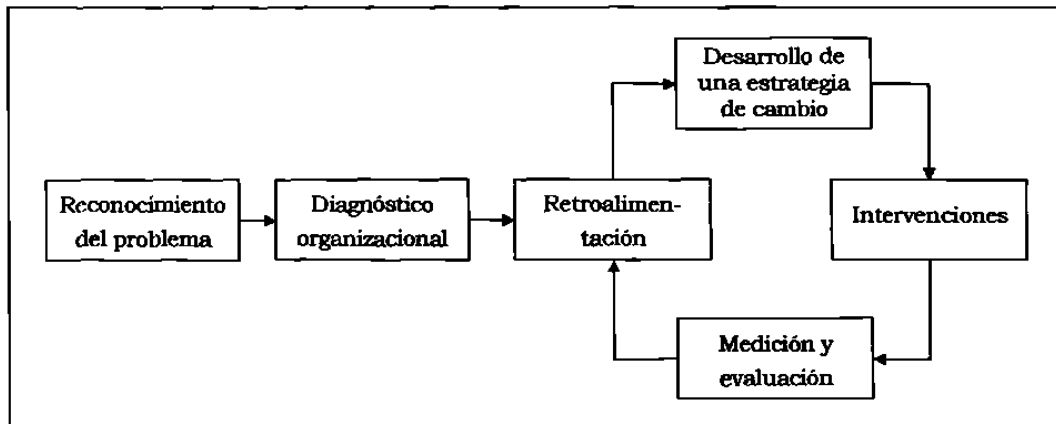 Reconocimiento
del problema
Diagnóstico
organizacional
Retroalimen-
tación
Desarrollo de
una estrategia
de cambio
Intervenciones
Medición y
evaluación